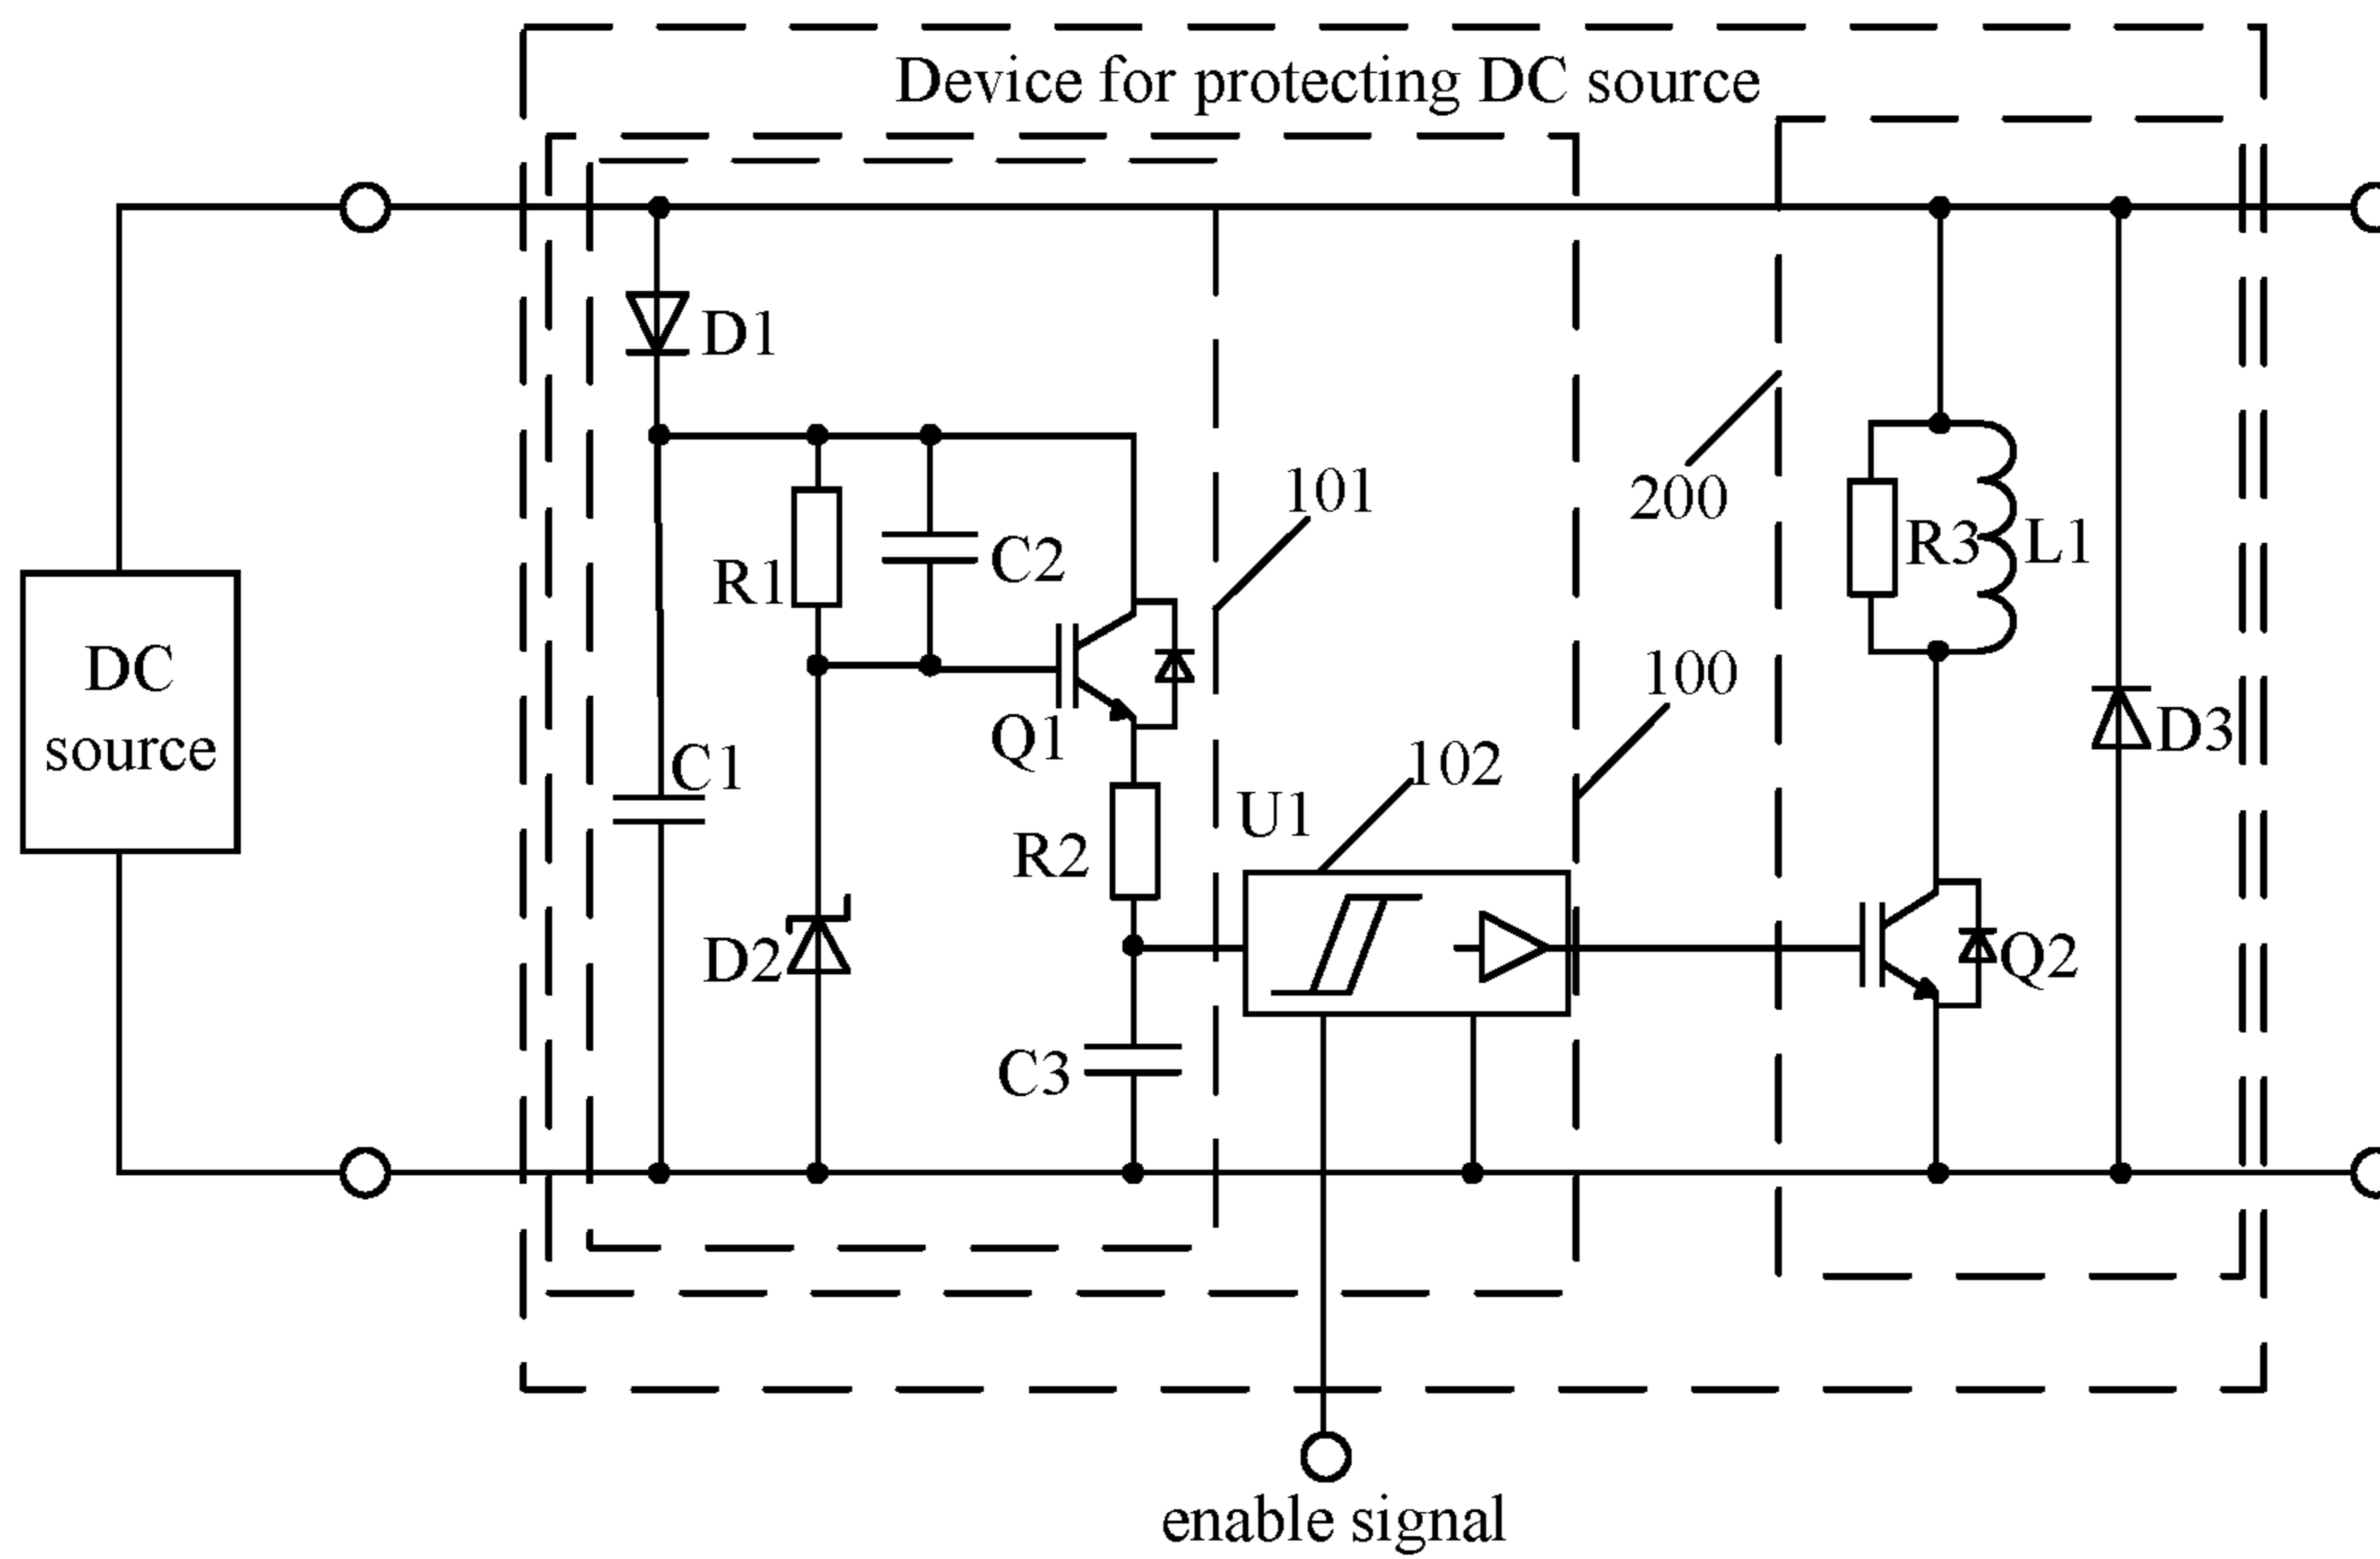 Device for protecting DC source
D1
101
200
R1
C2
R3
L1
DC
source
Q1
100
C1
102
D3
U1
R2
D2
Q2
C3
enable signal